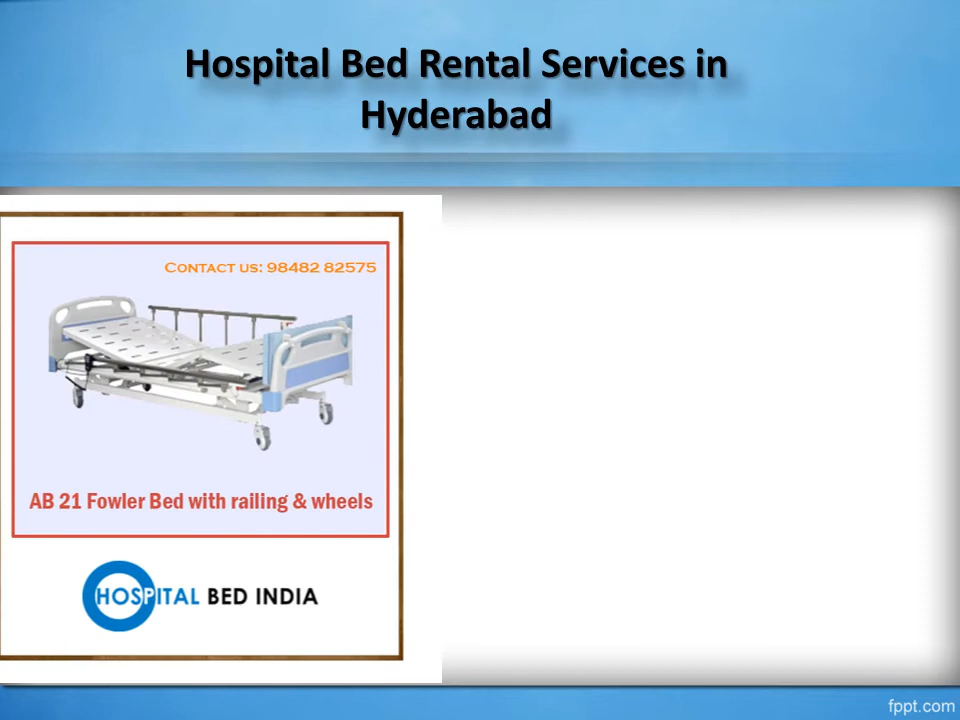 Hospital Bed Rental Services in
Hyderabad
Contact us: 98482 82575
AB 21 Fowler Bed with railing & wheels
HOSPITAL BED INDIA
fppt.com